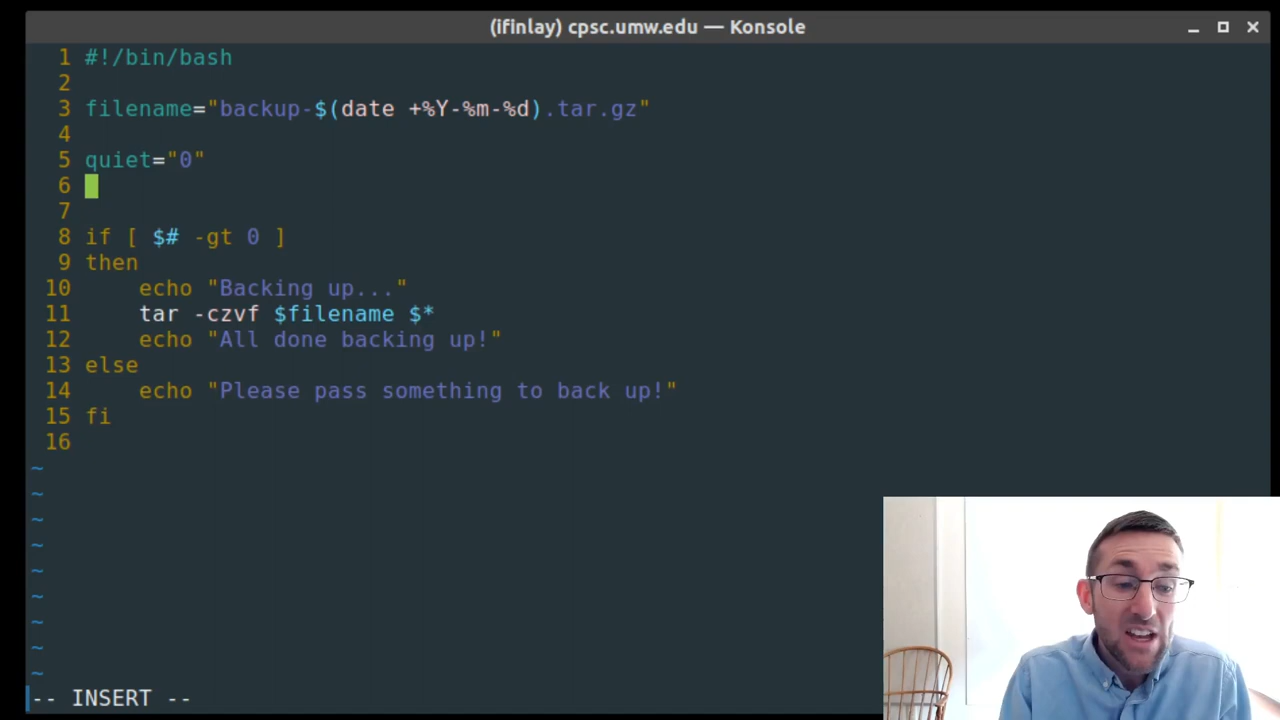 (ifinlay) cpsc.umw.edu — Konsole
1 #!/bin/bash
2
3 filename="backup-$(date +%Y-%m-%d).tar.gz"
4
5 quiet="0"
6
7
8 if [ $# -gt 0 ]
9 then
10     echo "Backing up..."
11     tar -czvf $filename $*
12     echo "All done backing up!"
13 else
14     echo "Please pass something to back up!"
15 fi
16
~
~
~
~
~
~
~
~
~
-- INSERT --